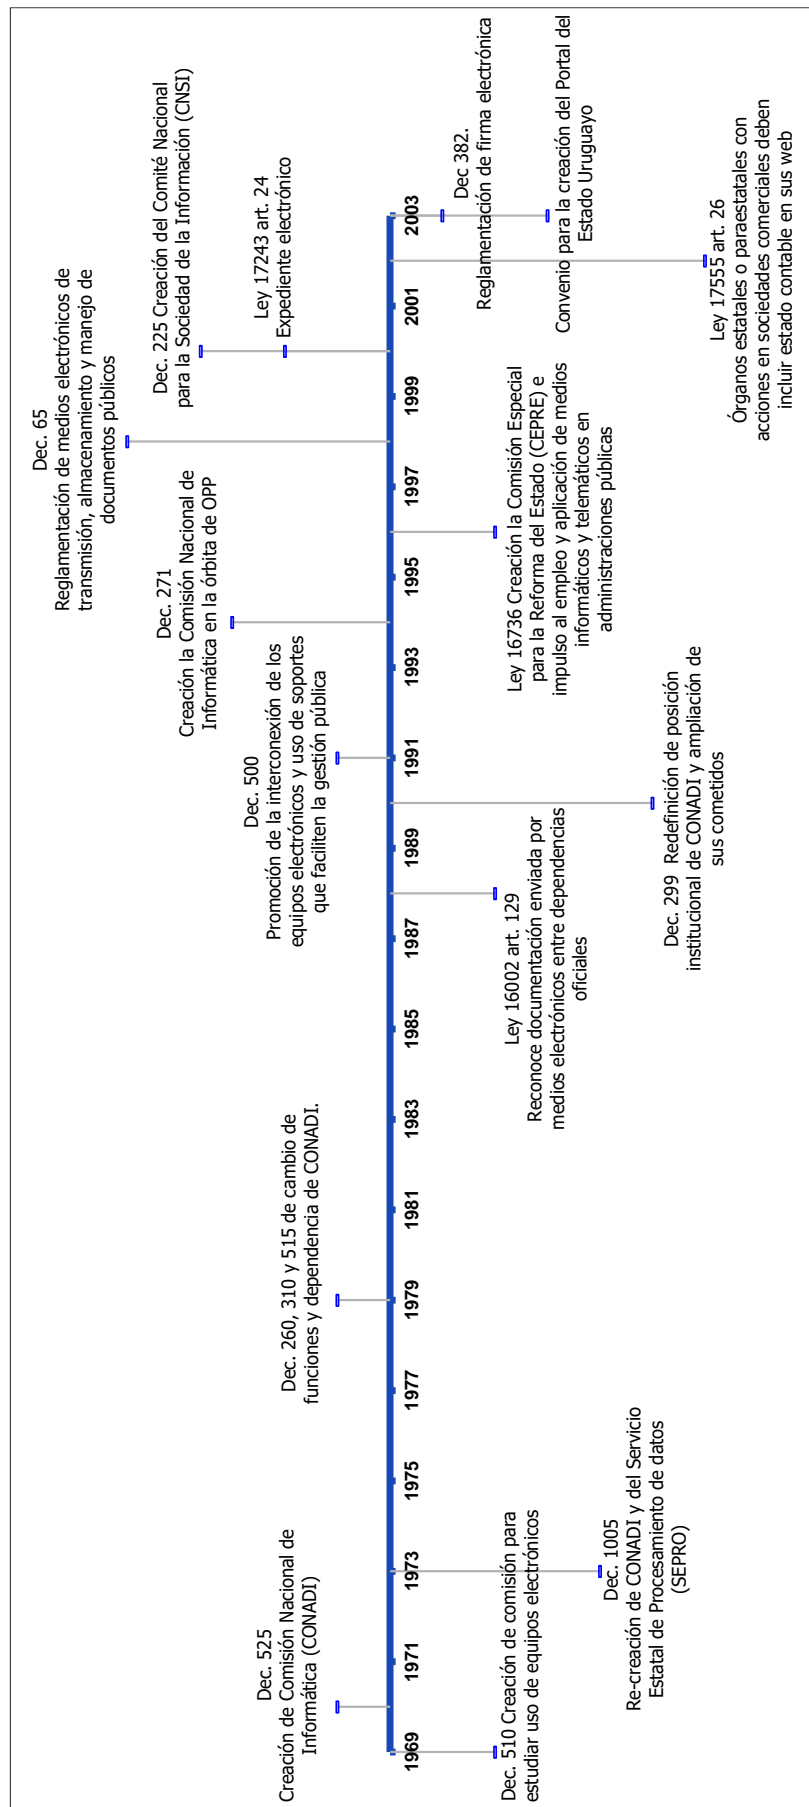 Dec. 525
Creación de Comisión Nacional de
Informática (CONADI)
Dec. 260, 310 y 515 de cambio de
funciones y dependencia de CONADI.
Dec. 500
Promoción de la interconexión de los
equipos electrónicos y uso de soportes
que faciliten la gestión pública
Dec. 271
Creación la Comisión Nacional de
Informática en la órbita de OPP
Dec. 65
Reglamentación de medios electrónicos de
transmisión, almacenamiento y manejo de
documentos públicos
Dec. 225 Creación del Comité Nacional
para la Sociedad de la Información (CNSI)
Ley 17243 art. 24
Expediente electrónico
1969
1971
1973
1975
1977
1979
1981
1983
1985
1987
1989
1991
1993
1995
1997
1999
2001
2003
Dec. 510 Creación de comisión para
estudiar uso de equipos electrónicos
Dec. 1005
Re-creación de CONADI y del Servicio
Estatal de Procesamiento de datos
(SEPRO)
Ley 16002 art. 129
Reconoce documentación enviada por
medios electrónicos entre dependencias
oficiales
Dec. 299 Redefinición de posición
institucional de CONADI y ampliación de
sus cometidos
Ley 16736 Creación la Comisión Especial
para la Reforma del Estado (CEPRE) e
impulso al empleo y aplicación de medios
informáticos y telemáticos en
administraciones públicas
Dec 382.
Reglamentación de firma electrónica
Convenio para la creación del Portal del
Estado Uruguayo
Ley 17555 art. 26
Órganos estatales o paraestatales con
acciones en sociedades comerciales deben
incluir estado contable en sus web